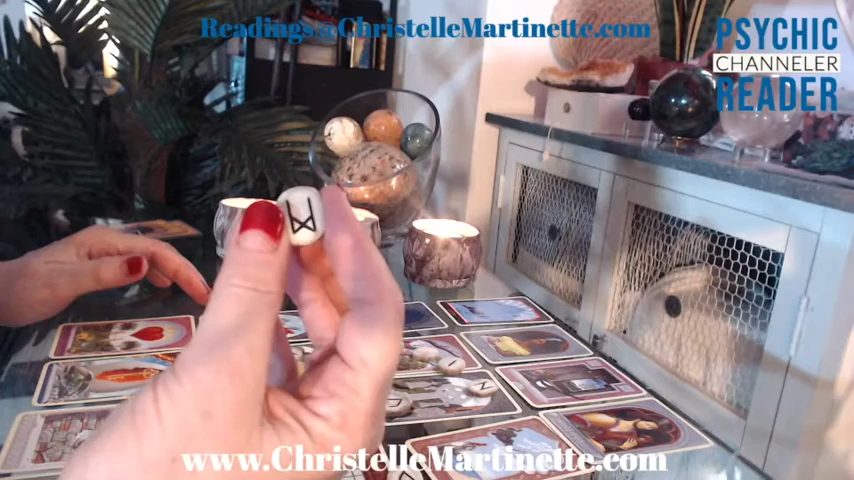 Readings@ChristelleMartinette.com
PSYCHIC
CHANNELER
READER
www.ChristelleMartinette.com